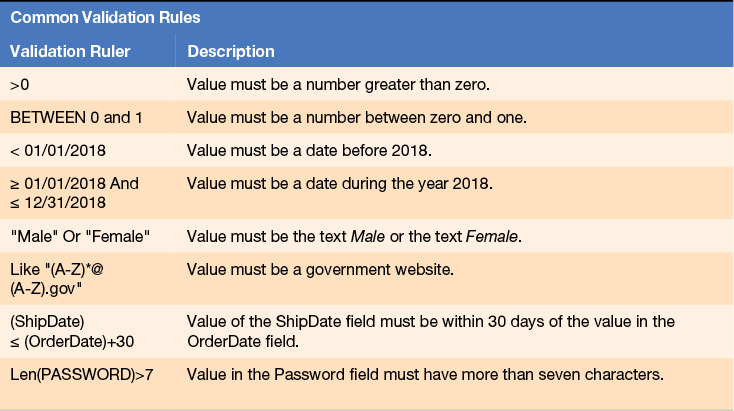 Common Validation Rules
Validation Ruler Description
>0 Value must be a number greater than zero.
BETWEEN 0 and 1 Value must be a number between zero and one.
< 01/01/2018 Value must be a date before 2018.
≥ 01/01/2018 And Value must be a date during the year 2018.
≤ 12/31/2018
"Male" Or "Female" Value must be the text Male or the text Female.
Like "(A-Z)*@ Value must be a government website.
(A-Z).gov"
(ShipDate) Value of the ShipDate field must be within 30 days of the value in the
≤ (OrderDate)+30 OrderDate field.
Len(PASSWORD)>7 Value in the Password field must have more than seven characters.